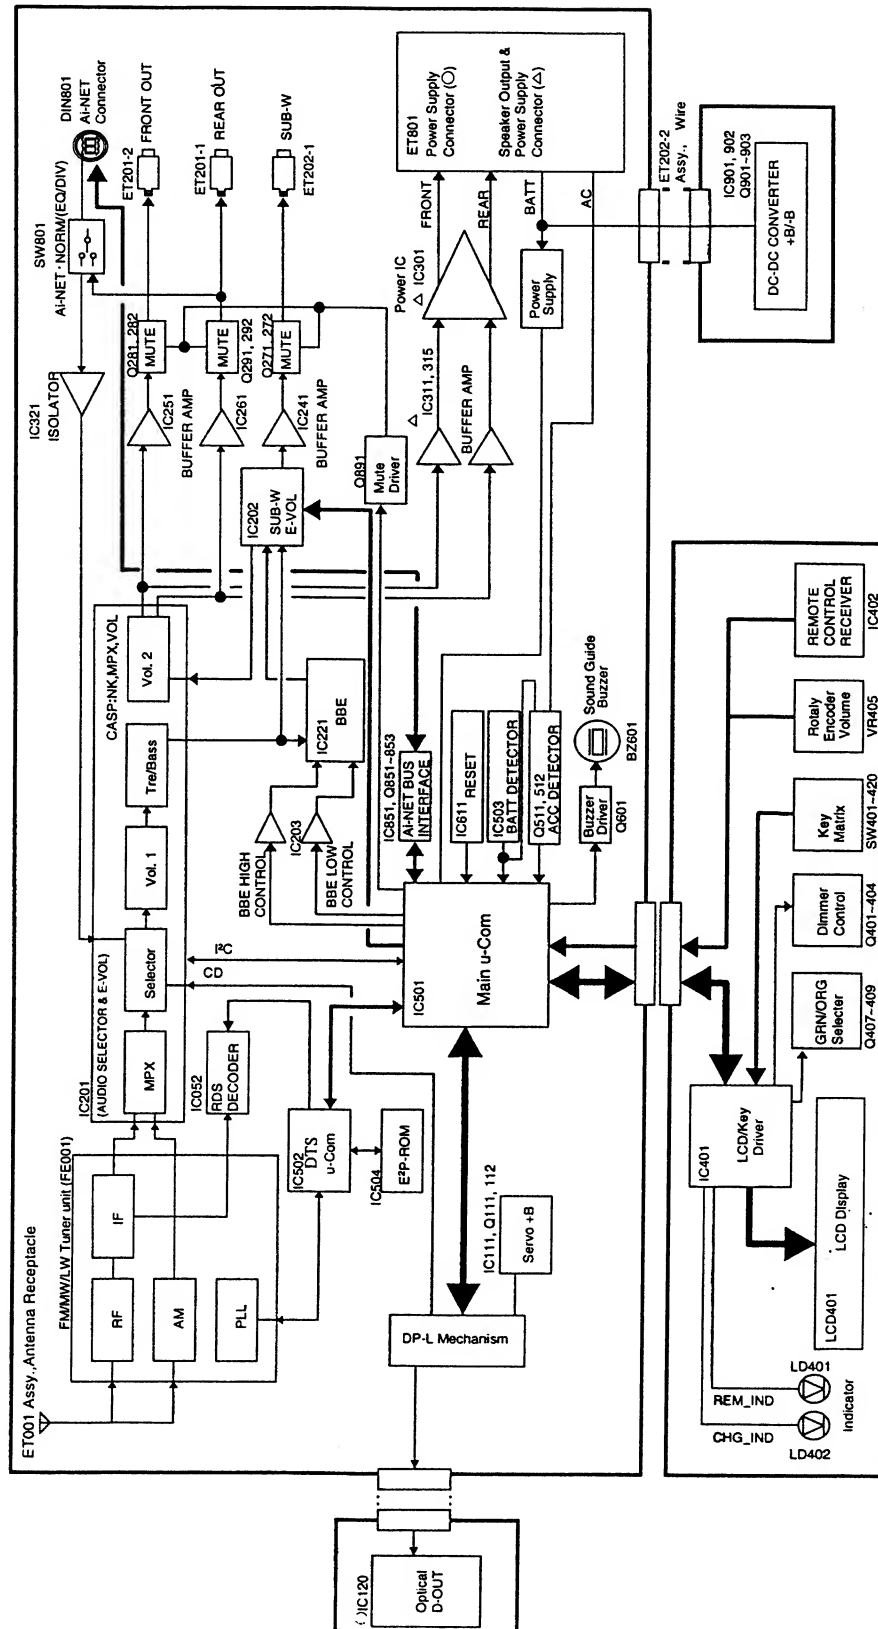 ET001 Assy.,Antenna Receptacle
FM/MW/LW Tuner unit (FE001)
RF
IF
AM
PLL
IC201
(AUDIO SELECTOR & E-VOL)
CASP:NK,MPX,VOL
MPX
Selector
Vol. 1
Tre/Bass
Vol. 2
IC321
ISOLATOR
SW801
Ai-NET · NORM/(EQ/DIV)
DIN801
Ai-NET
Connector
IC251
BUFFER AMP
Q281, 282
MUTE
ET201-2
FRONT OUT
IC261
MUTE
Q291, 292
ET201-1
REAR OUT
IC241
BUFFER AMP
Q271, 272
MUTE
ET202-1
SUB-W
IC202
SUB-W
E-VOL
IC052
RDS
DECODER
I²C
CD
BBE HIGH
CONTROL
IC203
BBE LOW
CONTROL
IC221
BBE
Q891
Mute
Driver
IC502
DTS
u-Com
IC504
E²P-ROM
IC501
Main u-Com
IC851, Q851~853
Ai-NET BUS
INTERFACE
IC611 RESET
IC503
BATT DETECTOR
Q511, 512
ACC DETECTOR
Buzzer
Driver
Q601
Sound Guide
Buzzer
BZ601
△ IC311, 315
BUFFER AMP
Power IC
△ IC301
FRONT
REAR
BATT
AC
Power
Supply
ET801
Power Supply
Connector (○)
Speaker Output &
Power Supply
Connector (△)
IC111, Q111, 112
Servo +B
DP-L Mechanism
IC120
Optical
D-OUT
ET202-2
Assy., Wire
IC901, 902
Q901~903
DC-DC CONVERTER
+B/-B
IC401
LCD/Key
Driver
LCD401
LCD Display
LD401
REM_IND
CHG_IND
LD402
Indicator
GRN/ORG
Selecter
Q407~409
Dimmer
Control
Q401~404
Key
Matrix
SW401~420
Rotaly
Encoder
Volume
VR405
REMOTE
CONTROL
RECEIVER
IC402